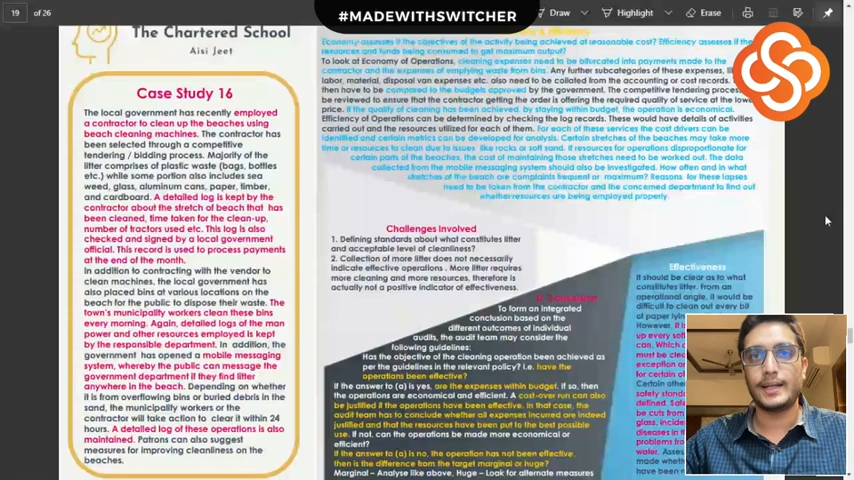 19 of 26
#MADEWITHSWITCHER
Draw
Highlight
Erase
The Chartered School
Aisi Jeet
Case Study 16
The local government has recently employed
a contractor to clean up the beaches using
beach cleaning machines. The contractor has
been selected through a competitive
tendering / bidding process. Majority of the
litter comprises of plastic waste (bags, bottles
etc.) while some portion also includes sea
weed, glass, aluminum cans, paper, timber,
and cardboard. A detailed log is kept by the
contractor about the stretch of beach that has
been cleaned, time taken for the clean-up,
number of tractors used etc. This log is also
checked and signed by a local government
official. This record is used to process payments
at the end of the month.
In addition to contracting with the vendor to
clean machines, the local government has
also placed bins at various locations on the
beach for the public to dispose their waste. The
town's municipality workers clean these bins
every morning. Again, detailed logs of the man
power and other resources employed is kept
by the responsible department. In addition, the
government has opened a mobile messaging
system, whereby the public can message the
government department if they find litter
anywhere in the beach. Depending on whether
it is from overflowing bins or buried debris in the
sand, the municipality workers or the
contractor will take action to clear it within 24
hours. A detailed log of these operations is also
maintained. Patrons can also suggest
measures for improving cleanliness on the
beaches.
Economy assesses if the objectives of the activity being achieved at reasonable cost? Efficiency assesses if the
resources and funds being consumed to get maximum output?
To look at Economy of Operations, cleaning expenses need to be bifurcated into payments made to the
contractor and the expenses of emptying waste from bins. Any further subcategories of these expenses,
labor, material, disposal van expenses etc. also need to be collated from the accounting or cost records.
then have to be compared to the budgets approved by the government. The competitive tendering process
be reviewed to ensure that the contractor getting the order is offering the required quality of service at the
price. If the quality of cleaning has been achieved, by staying within budget, the operation is economical.
Efficiency of Operations can be determined by checking the log records. These would have details of activities
carried out and the resources utilized for each of them. For each of these services the cost drivers can be
identified and certain metrics can be developed for analysis. Certain stretches of the beaches may take more
time or resources to clean due to issues like rocks or soft sand. If resources for operations disproportionate for
certain parts of the beaches, the cost of maintaining those stretches need to be worked out. The data
collected from the mobile messaging system should also be investigated. How often and in what
stretches of the beach are complaints frequent or maximum? Reasons for these lapses
need to be taken from the contractor and the concerned department to find out
whether resources are being employed properly.
Challenges Involved
1. Defining standards about what constitutes litter
and acceptable level of cleanliness?
2. Collection of more litter does not necessarily
indicate effective operations. More litter requires
more cleaning and more resources, therefore is
actually not a positive indicator of effectiveness.
To form an integrated
conclusion based on the
different outcomes of individual
audits, the audit team may consider the
following guidelines:
Has the objective of the cleaning operation been achieved as
per the guidelines in the relevant policy? i.e. have the
operations been effective?
If the answer to (a) is yes, are the expenses within budget. If so, then
the operations are economical and efficient. A cost-over run can also
be justified if the operations have been effective. In that case, the
audit team has to conclude whether all expenses incurred are indeed
justified and that the resources have been put to the best possible
use. If not, can the operations be made more economical or
efficient?
If the answer to (a) is no, the operation has not been effective,
then is the difference from the target marginal or huge?
Marginal – Analyse like above, Huge – Look for alternate measures
Effectiveness
It should be clear as to what
constitutes litter. From an
operational angle, it would be
difficult to clean out every bit
of paper lying
However, it is
up every
can. Which
must be
exception
for certain
Certain other
safety standards
defined.
be cuts from
glass,
diseases in
problems from
water.
made whether
have been